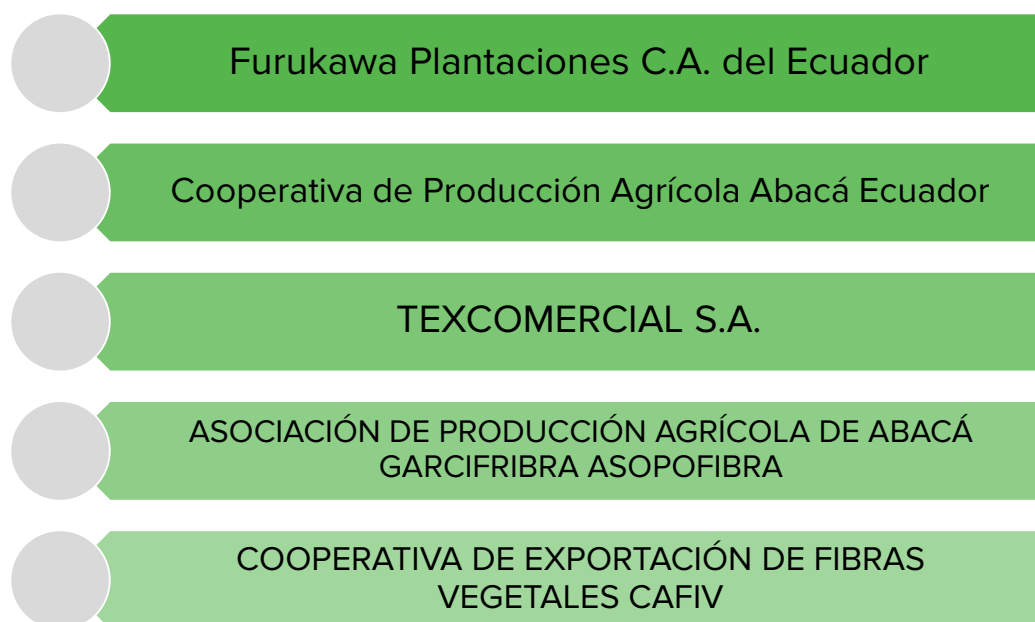 Furukawa Plantaciones C.A. del Ecuador
Cooperativa de Producción Agrícola Abacá Ecuador
TEXCOMERCIAL S.A.
ASOCIACIÓN DE PRODUCCIÓN AGRÍCOLA DE ABACÁ
GARCIFRIBRA ASOPOFIBRA
COOPERATIVA DE EXPORTACIÓN DE FIBRAS
VEGETALES CAFIV